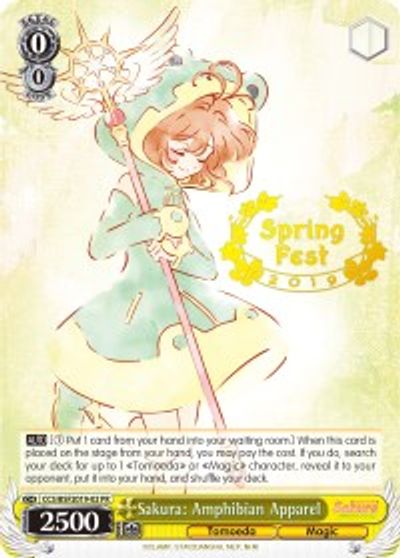 0
0
Spring
Fest
2019
AUTO [① Put 1 card from your hand into your waiting room] When this card is
placed on the stage from your hand, you may pay the cost. If you do, search
your deck for up to 1 «Tomoeda» or «Magic» character, reveal it to your
opponent, put it into your hand, and shuffle your deck.
2500
Sakura: Amphibian Apparel
Sakura
Tomoeda
Magic